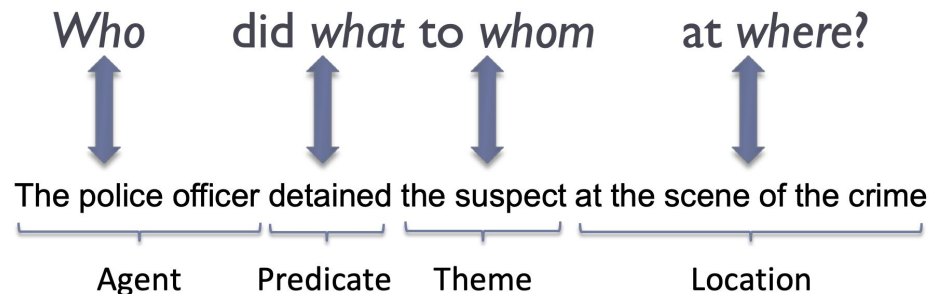 Who did what to whom at where?
The police officer detained the suspect at the scene of the crime
Agent Predicate Theme Location